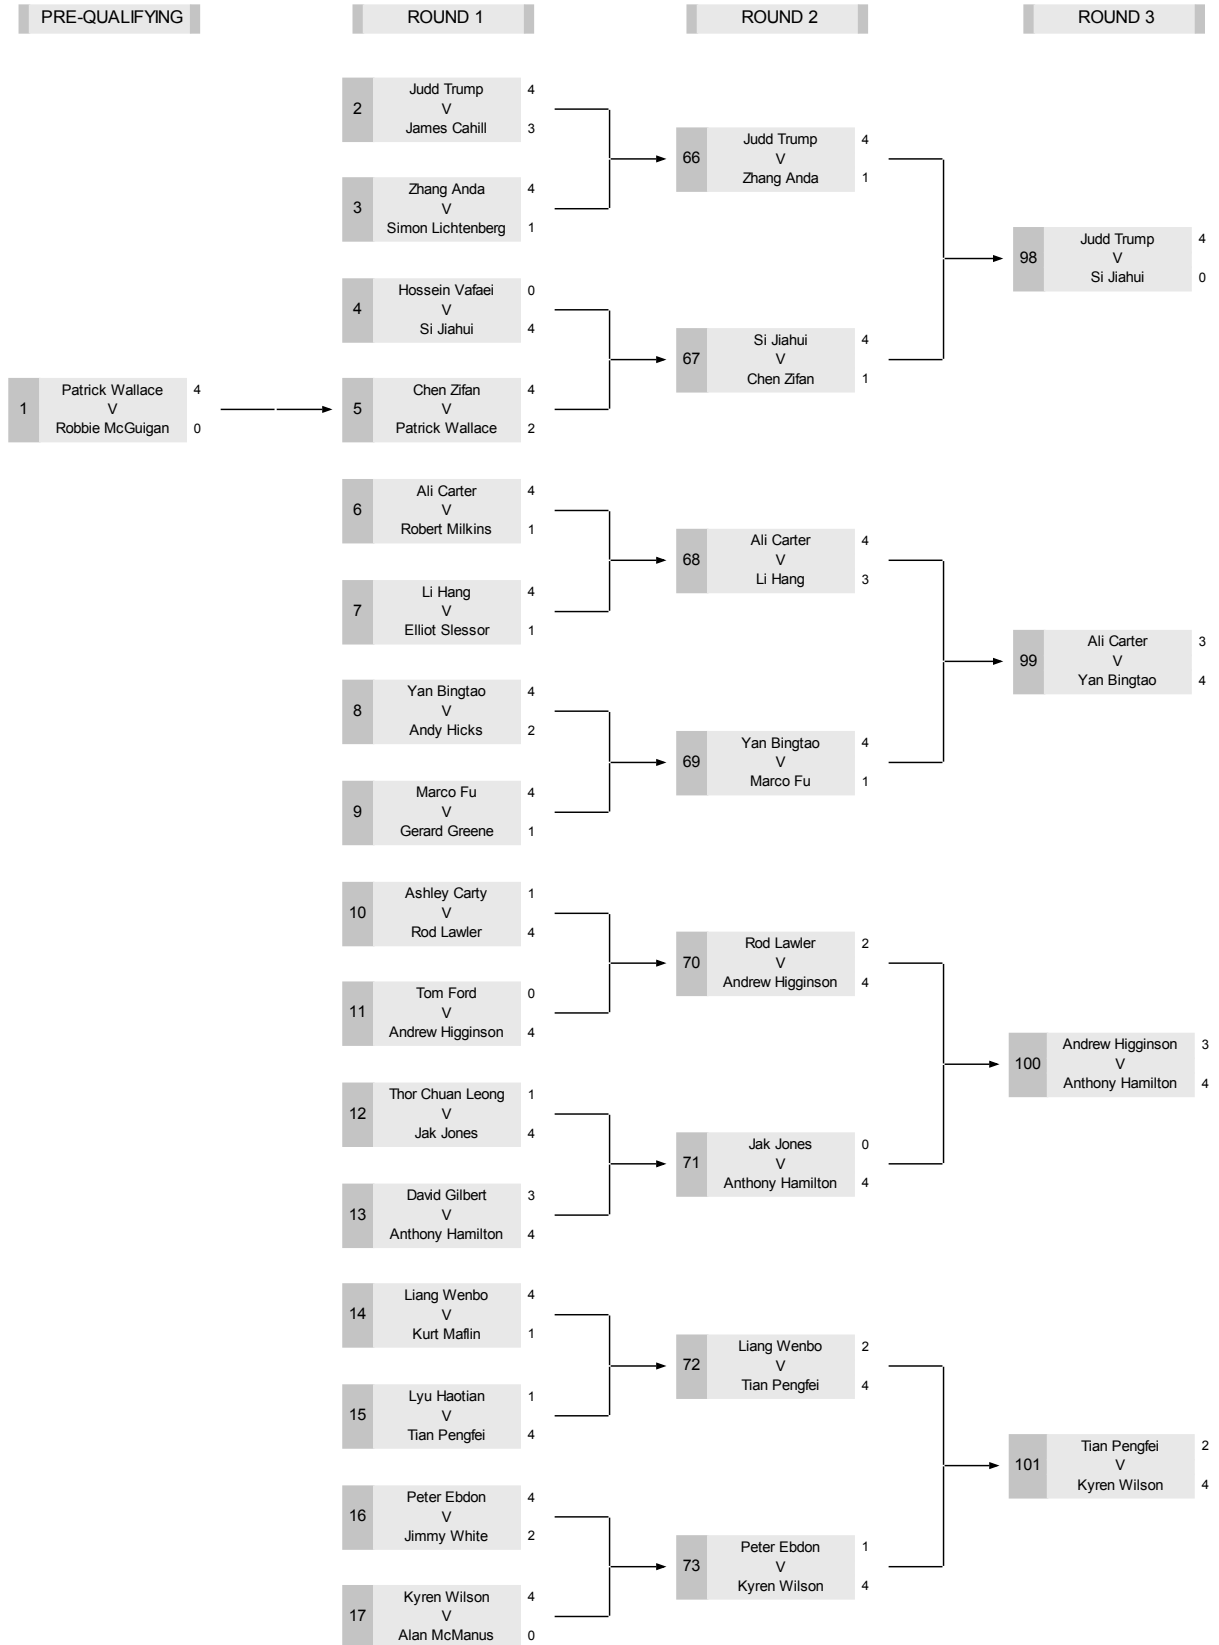 PRE-QUALIFYING
ROUND 1
ROUND 2
ROUND 3
1
Patrick Wallace 4
V
Robbie McGuigan 0
2
Judd Trump 4
V
James Cahill 3
3
Zhang Anda 4
V
Simon Lichtenberg 1
4
Hossein Vafaei 0
V
Si Jiahui 4
5
Chen Zifan 4
V
Patrick Wallace 2
6
Ali Carter 4
V
Robert Milkins 1
7
Li Hang 4
V
Elliot Slessor 1
8
Yan Bingtao 4
V
Andy Hicks 2
9
Marco Fu 4
V
Gerard Greene 1
10
Ashley Carty 1
V
Rod Lawler 4
11
Tom Ford 0
V
Andrew Higginson 4
12
Thor Chuan Leong 1
V
Jak Jones 4
13
David Gilbert 3
V
Anthony Hamilton 4
14
Liang Wenbo 4
V
Kurt Maflin 1
15
Lyu Haotian 1
V
Tian Pengfei 4
16
Peter Ebdon 4
V
Jimmy White 2
17
Kyren Wilson 4
V
Alan McManus 0
66
Judd Trump 4
V
Zhang Anda 1
67
Si Jiahui 4
V
Chen Zifan 1
68
Ali Carter 4
V
Li Hang 3
69
Yan Bingtao 4
V
Marco Fu 1
70
Rod Lawler 2
V
Andrew Higginson 4
71
Jak Jones 0
V
Anthony Hamilton 4
72
Liang Wenbo 2
V
Tian Pengfei 4
73
Peter Ebdon 1
V
Kyren Wilson 4
98
Judd Trump 4
V
Si Jiahui 0
99
Ali Carter 3
V
Yan Bingtao 4
100
Andrew Higginson 3
V
Anthony Hamilton 4
101
Tian Pengfei 2
V
Kyren Wilson 4